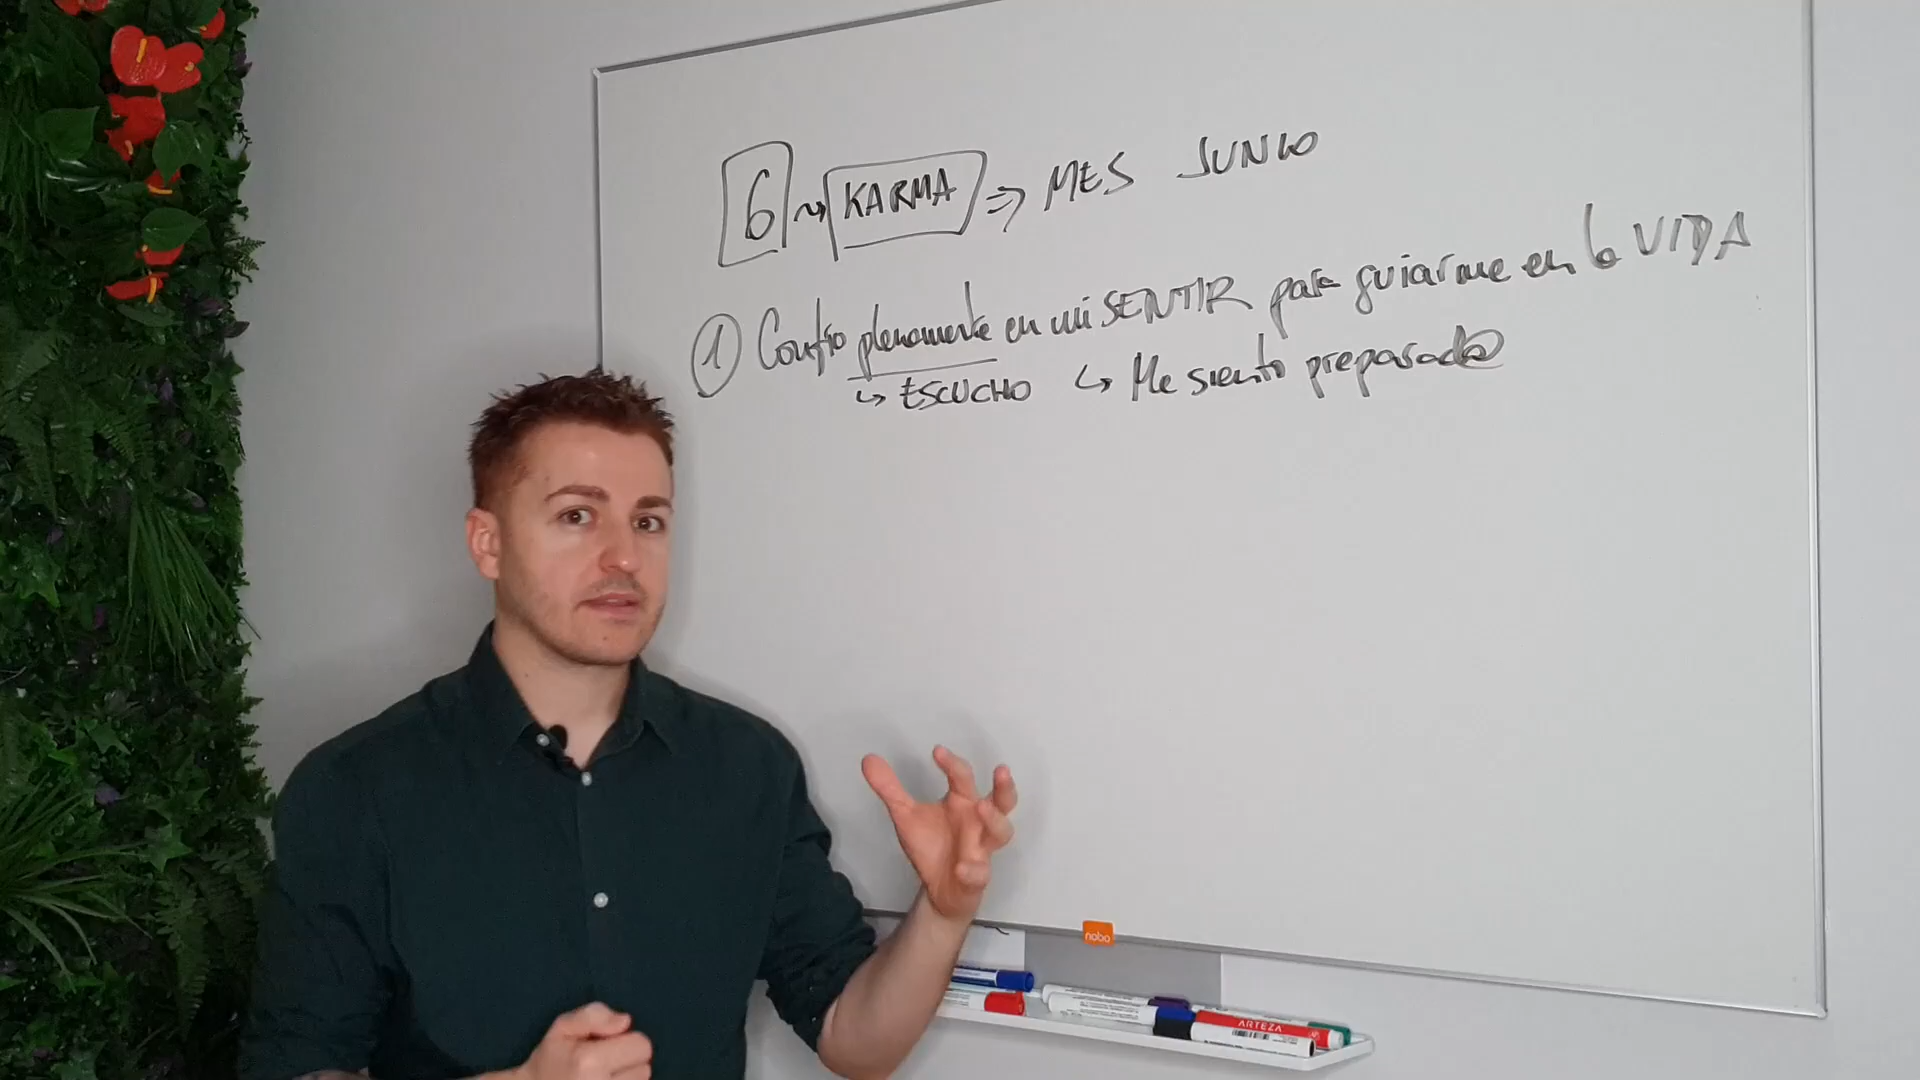 6 → KARMA ⇒ MES JUNIO
① Confío plenamente en mi SENTIR para guiarme en la VIDA
↳ ESCUCHO ↳ Me siento preparad@
nobo
ARTEZA